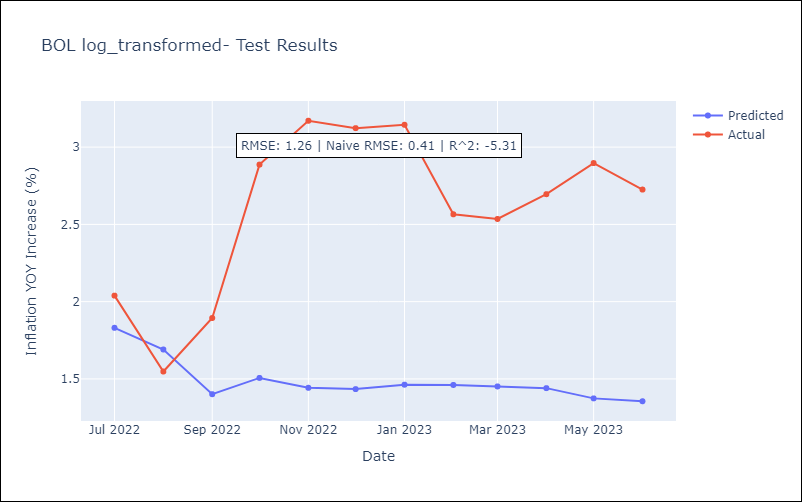 BOL log_transformed- Test Results
Predicted
Actual
RMSE: 1.26 | Naive RMSE: 0.41 | R^2: -5.31
Inflation YOY Increase (%)
3
2.5
2
1.5
Jul 2022 Sep 2022 Nov 2022 Jan 2023 Mar 2023 May 2023
Date